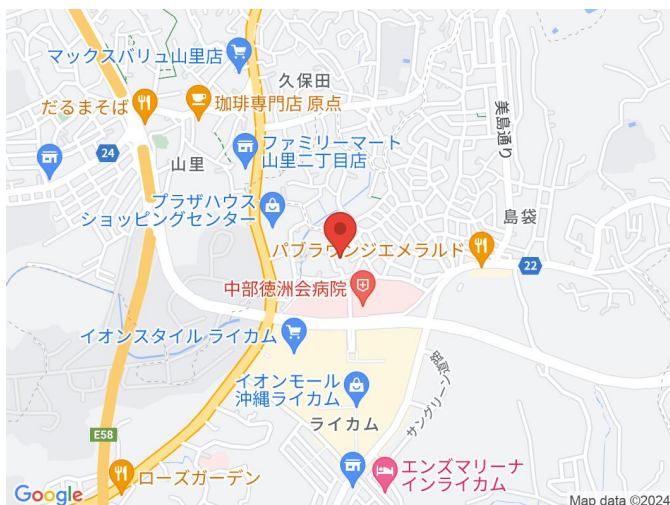 マックスバリュ山里店
久保田
だるまそば
珈琲専門店 原点
美島通り
24
山里
ファミリーマート
山里二丁目店
プラザハウス
ショッピングセンター
島袋
パブラウンジエメラルド
22
中部徳洲会病院
イオンスタイル ライカム
イオンモール
沖縄ライカム
サングリーン通路
ライカム
E58
ローズガーデン
エンズマリーナ
インライカム
Google
Map data ©2024